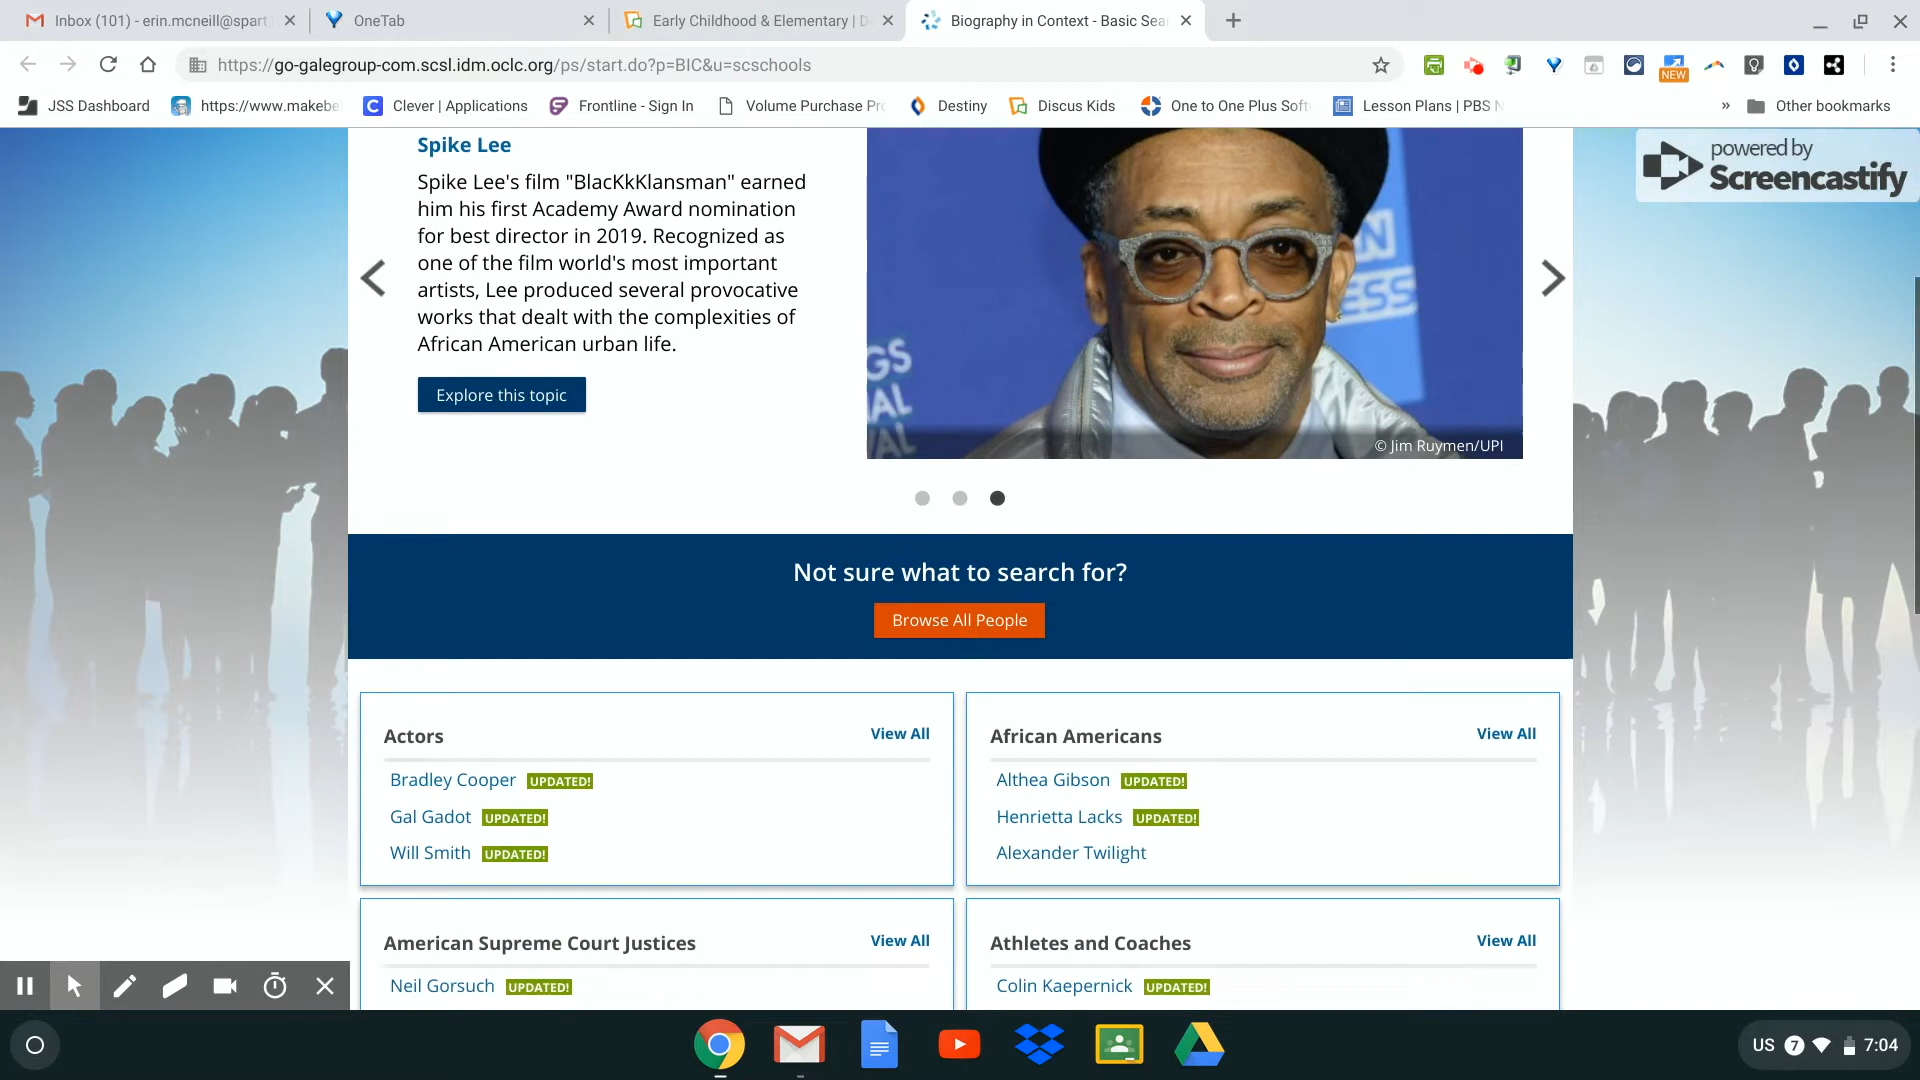 Inbox (101) - erin.mcneill@spart
OneTab
Early Childhood & Elementary | D
Biography in Context - Basic Sear
https://go-galegroup-com.scsl.idm.oclc.org/ps/start.do?p=BIC&u=scschools
NEW
JSS Dashboard
https://www.makebe
Clever | Applications
Frontline - Sign In
Volume Purchase Pr
Destiny
Discus Kids
One to One Plus Soft
Lesson Plans | PBS N
» Other bookmarks
powered by
Screencastify
Spike Lee
Spike Lee's film "BlacKkKlansman" earned
him his first Academy Award nomination
for best director in 2019. Recognized as
one of the film world's most important
artists, Lee produced several provocative
works that dealt with the complexities of
African American urban life.
Explore this topic
© Jim Ruymen/UPI
Not sure what to search for?
Browse All People
Actors
View All
Bradley Cooper UPDATED!
Gal Gadot UPDATED!
Will Smith UPDATED!
African Americans
View All
Althea Gibson UPDATED!
Henrietta Lacks UPDATED!
Alexander Twilight
American Supreme Court Justices
View All
Neil Gorsuch UPDATED!
Athletes and Coaches
View All
Colin Kaepernick UPDATED!
US 7 7:04